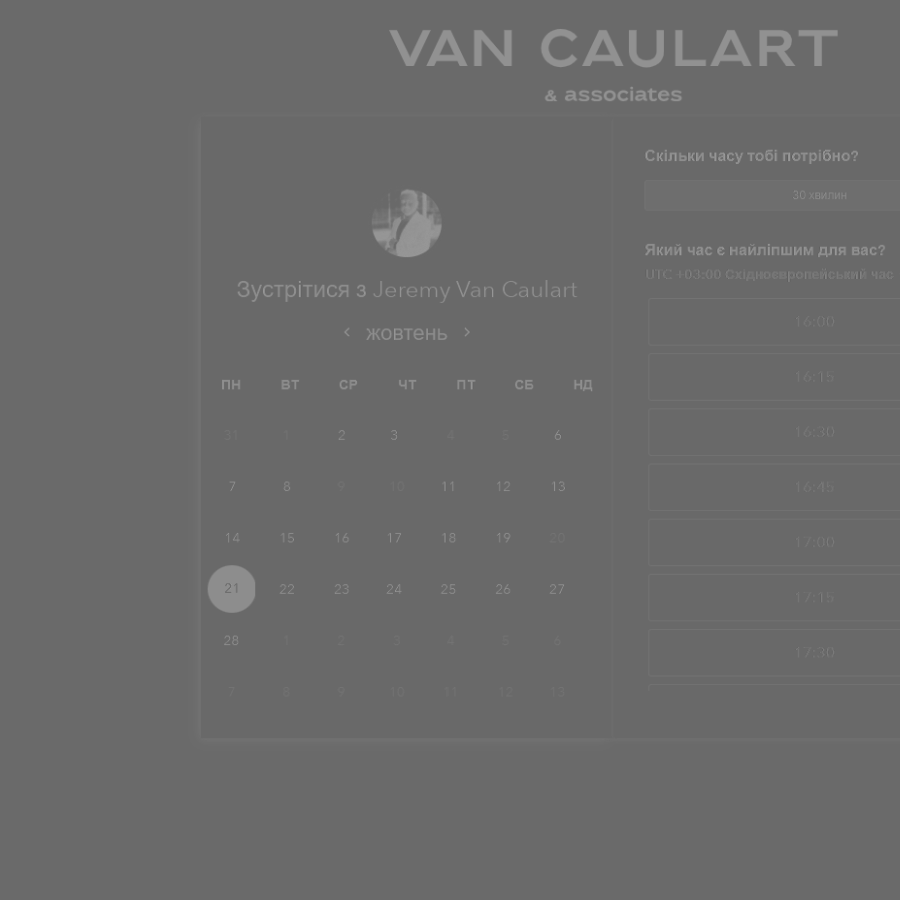 VAN CAULART
& associates
Зустрітися з Jeremy Van Caulart
жовтень
ПН ВТ СР ЧТ ПТ СБ НД
31 1 2 3 4 5 6
7 8 9 10 11 12 13
14 15 16 17 18 19 20
21 22 23 24 25 26 27
28 1 2 3 4 5 6
7 8 9 10 11 12 13
Скільки часу тобі потрібно?
30 хвилин
Який час є найліпшим для вас?
UTC +03:00 Східноєвропейський час
16:00
16:15
16:30
16:45
17:00
17:15
17:30